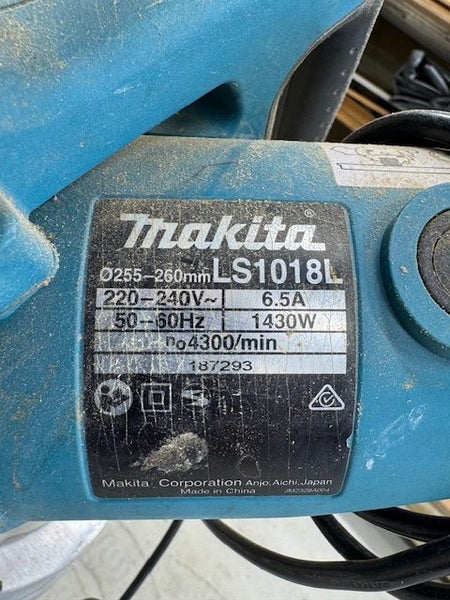 makita®
Ø255-260mm LS1018L
220-240V~ 6.5A
50-60Hz 1430W
n₀4300/min
187293
Makita Corporation Anjo, Aichi, Japan
Made in China JM2328A004